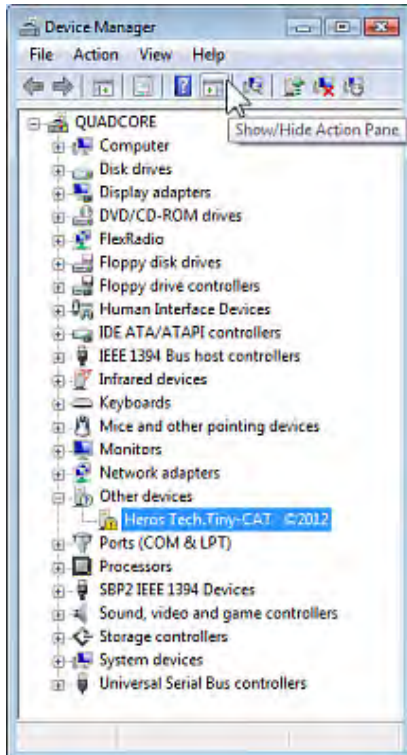 Device Manager
File Action View Help
Show/Hide Action Pane
QUADCORE
Computer
Disk drives
Display adapters
DVD/CD-ROM drives
FlexRadio
Floppy disk drives
Floppy drive controllers
Human Interface Devices
IDE ATA/ATAPI controllers
IEEE 1394 Bus host controllers
Infrared devices
Keyboards
Mice and other pointing devices
Monitors
Network adapters
Other devices
Heros Tech.Tiny-CAT ©2012
Ports (COM & LPT)
Processors
SBP2 IEEE 1394 Devices
Sound, video and game controllers
Storage controllers
System devices
Universal Serial Bus controllers